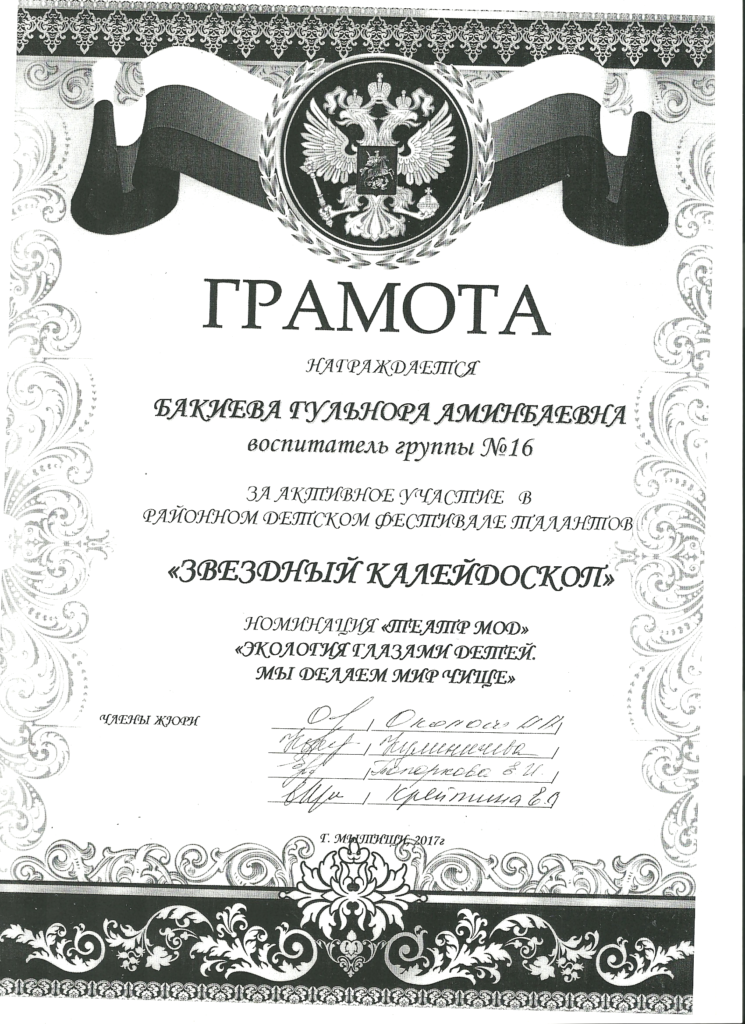 ГРАМОТА
НАГРАЖДАЕТСЯ
БАКИЕВА ГУЛЬНОРА АМИНБАЕВНА
воспитатель группы №16
ЗА АКТИВНОЕ УЧАСТИЕ В
РАЙОННОМ ДЕТСКОМ ФЕСТИВАЛЕ ТАЛАНТОВ
«ЗВЕЗДНЫЙ КАЛЕЙДОСКОП»
НОМИНАЦИЯ «ТЕАТР МОД»
«ЭКОЛОГИЯ ГЛАЗАМИ ДЕТЕЙ.
МЫ ДЕЛАЕМ МИР ЧИЩЕ»
ЧЛЕНЫ ЖЮРИ
Топоркова Е.И.
Г. МЫТИЩИ, 2017г